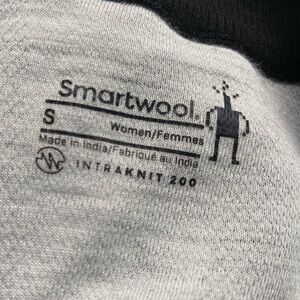 Smartwool
S
Women/Femmes
Made in India/Fabriqué au India
INTRAKNIT 200